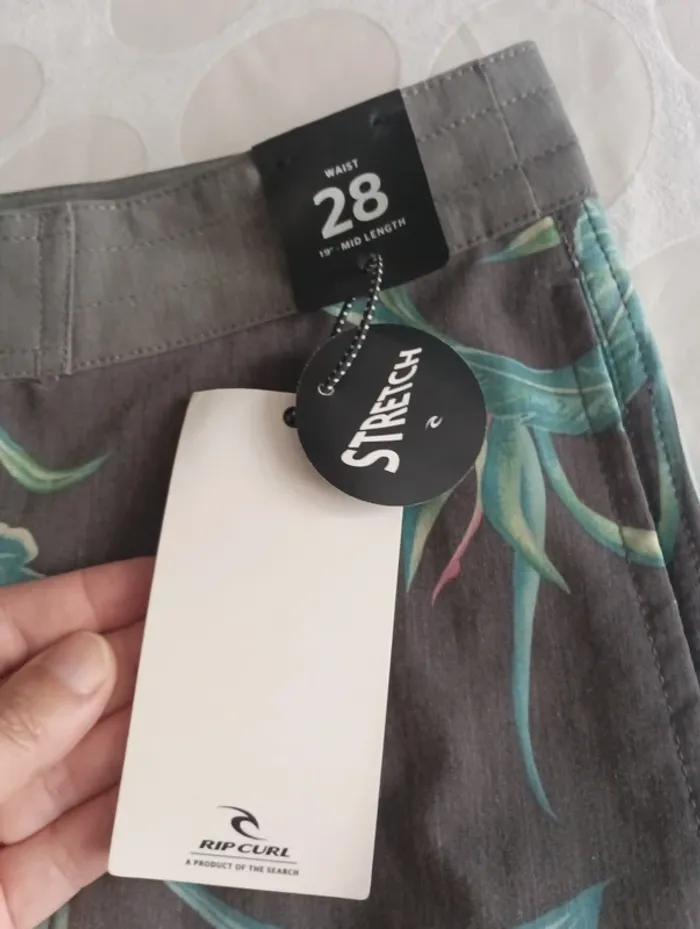 WAIST
28
19" - MID LENGTH
STRETCH
RIP CURL
A PRODUCT OF THE SEARCH